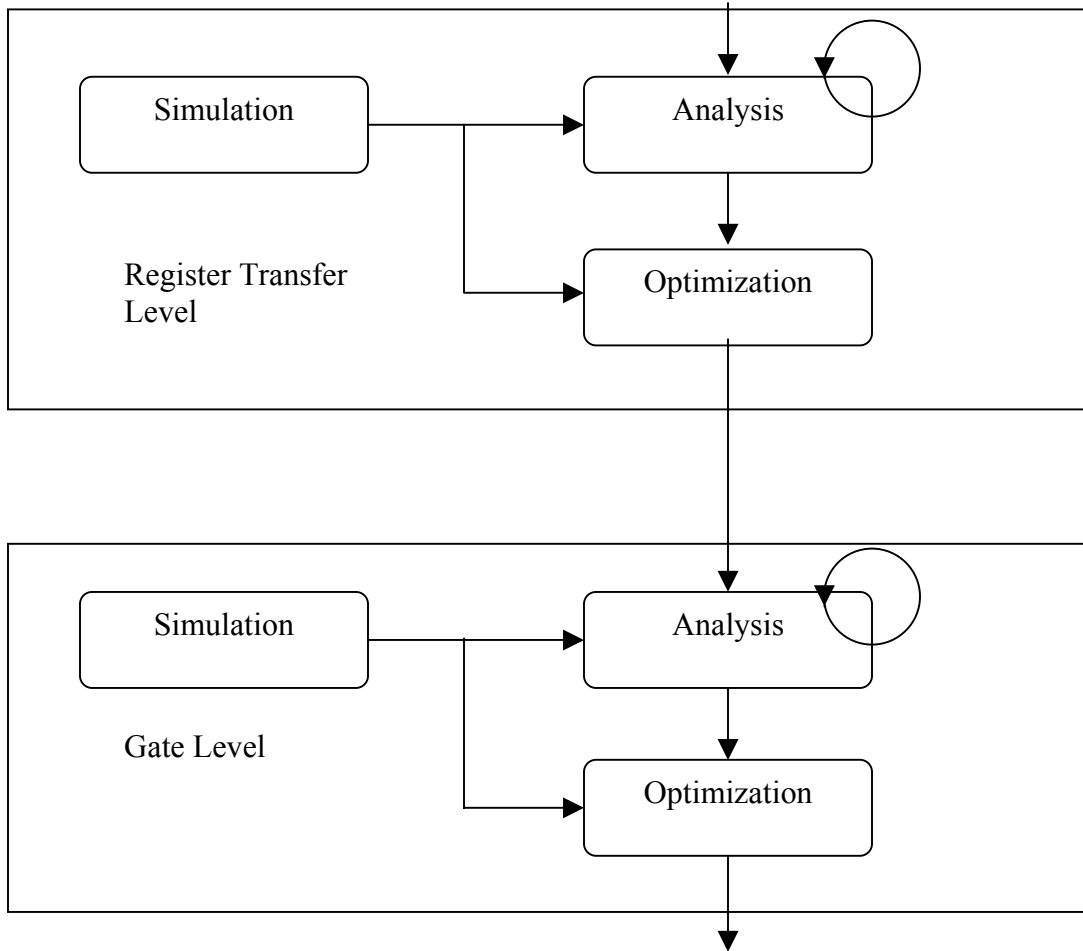 Simulation
Analysis
Register Transfer
Level
Optimization
Simulation
Analysis
Gate Level
Optimization